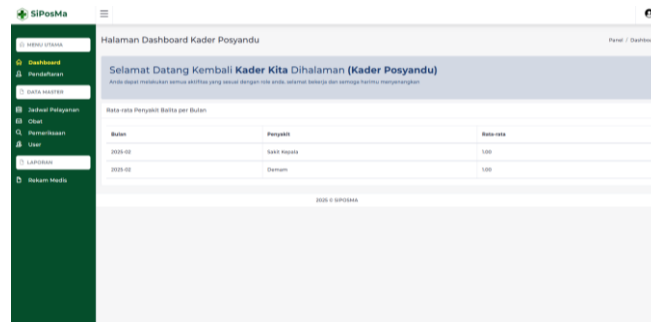 SiPosMa
MENU UTAMA
Dashboard
Pendaftaran
DATA MASTER
Jadwal Pelayanan
Obat
Pemeriksaan
User
LAPORAN
Rekam Medis
Halaman Dashboard Kader Posyandu
Panel / Dashboa
Selamat Datang Kembali Kader Kita Dihalaman (Kader Posyandu)
Anda dapat melakukan semua aktifitas yang sesuai dengan role anda, selamat bekerja dan semoga harimu menyenangkan
Rata-rata Penyakit Balita per Bulan
Bulan Penyakit Rata-rata
2025-02 Sakit Kepala 1.00
2025-02 Demam 1.00
2025 © SIPOSMA